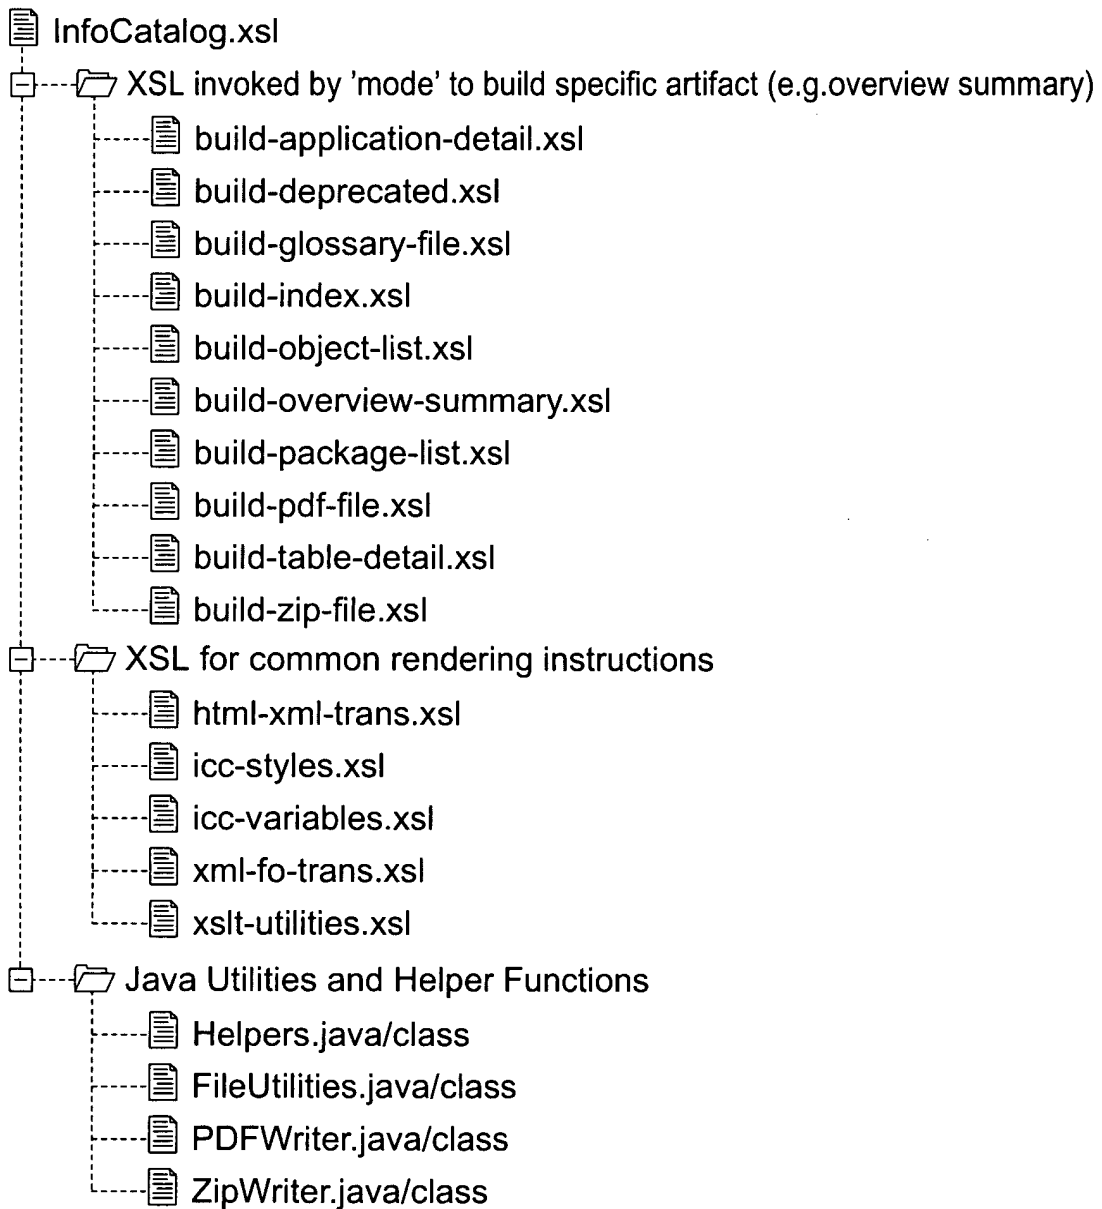 InfoCatalog.xsl
XSL invoked by 'mode' to build specific artifact (e.g.overview summary)
build-application-detail.xsl
build-deprecated.xsl
build-glossary-file.xsl
build-index.xsl
build-object-list.xsl
build-overview-summary.xsl
build-package-list.xsl
build-pdf-file.xsl
build-table-detail.xsl
build-zip-file.xsl
XSL for common rendering instructions
html-xml-trans.xsl
icc-styles.xsl
icc-variables.xsl
xml-fo-trans.xsl
xslt-utilities.xsl
Java Utilities and Helper Functions
Helpers.java/class
FileUtilities.java/class
PDFWriter.java/class
ZipWriter.java/class